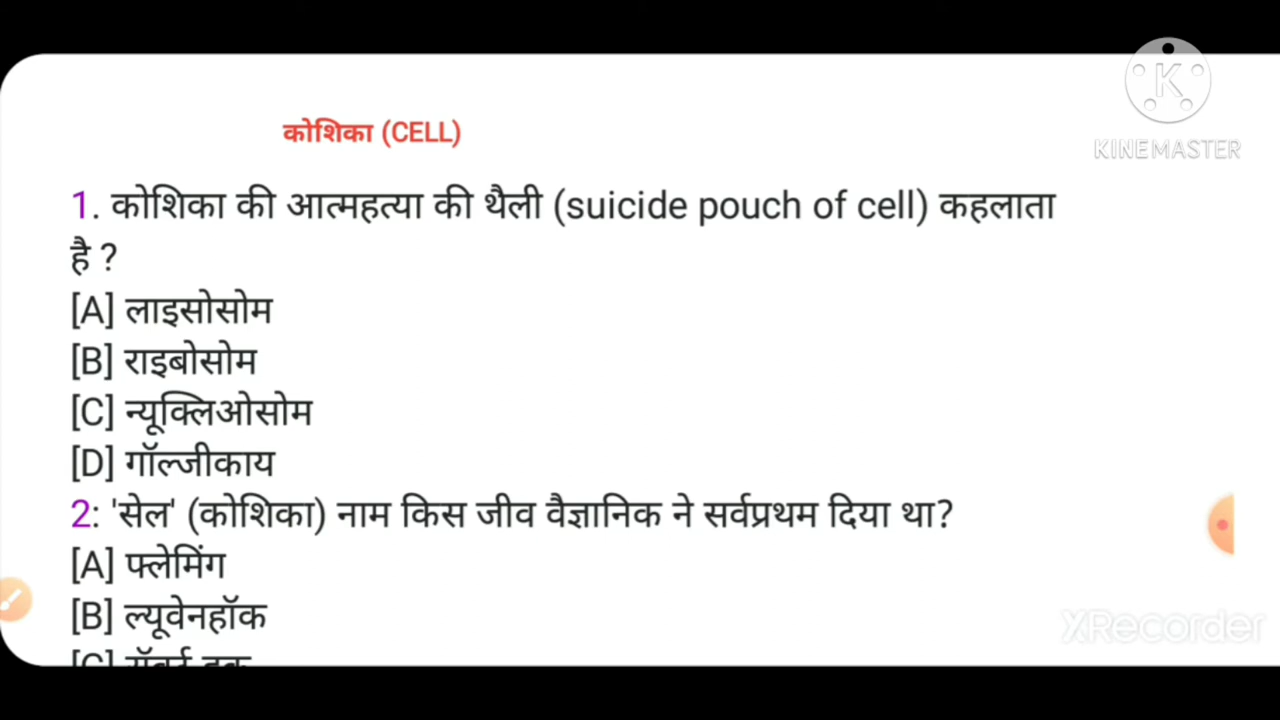 K
KINEMASTER
कोशिका (CELL)
1. कोशिका की आत्महत्या की थैली (suicide pouch of cell) कहलाता
है ?
[A] लाइसोसोम
[B] राइबोसोम
[C] न्यूक्लिओसोम
[D] गॉल्जीकाय
2: 'सेल' (कोशिका) नाम किस जीव वैज्ञानिक ने सर्वप्रथम दिया था?
[A] फ्लेमिंग
[B] ल्यूवेनहॉक
XRecorder
[C]